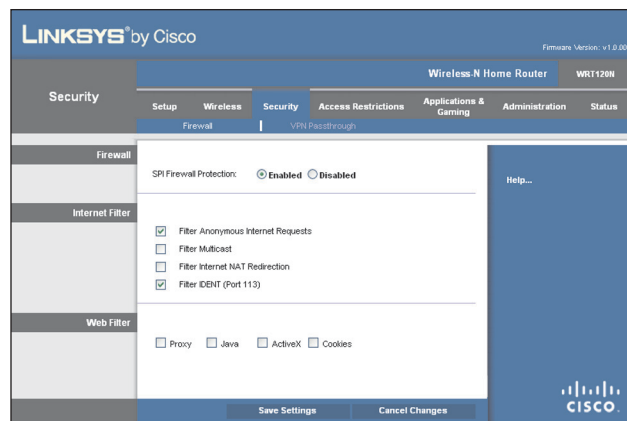 LINKSYS® by Cisco
Firmware Version: v1.0.00
Wireless-N Home Router WRT120N
Security
Setup Wireless Security Access Restrictions Applications & Gaming Administration Status
Firewall VPN Passthrough
Firewall
SPI Firewall Protection: Enabled Disabled
Help...
Internet Filter
Filter Anonymous Internet Requests
Filter Multicast
Filter Internet NAT Redirection
Filter IDENT (Port 113)
Web Filter
Proxy Java ActiveX Cookies
Save Settings Cancel Changes
CISCO.